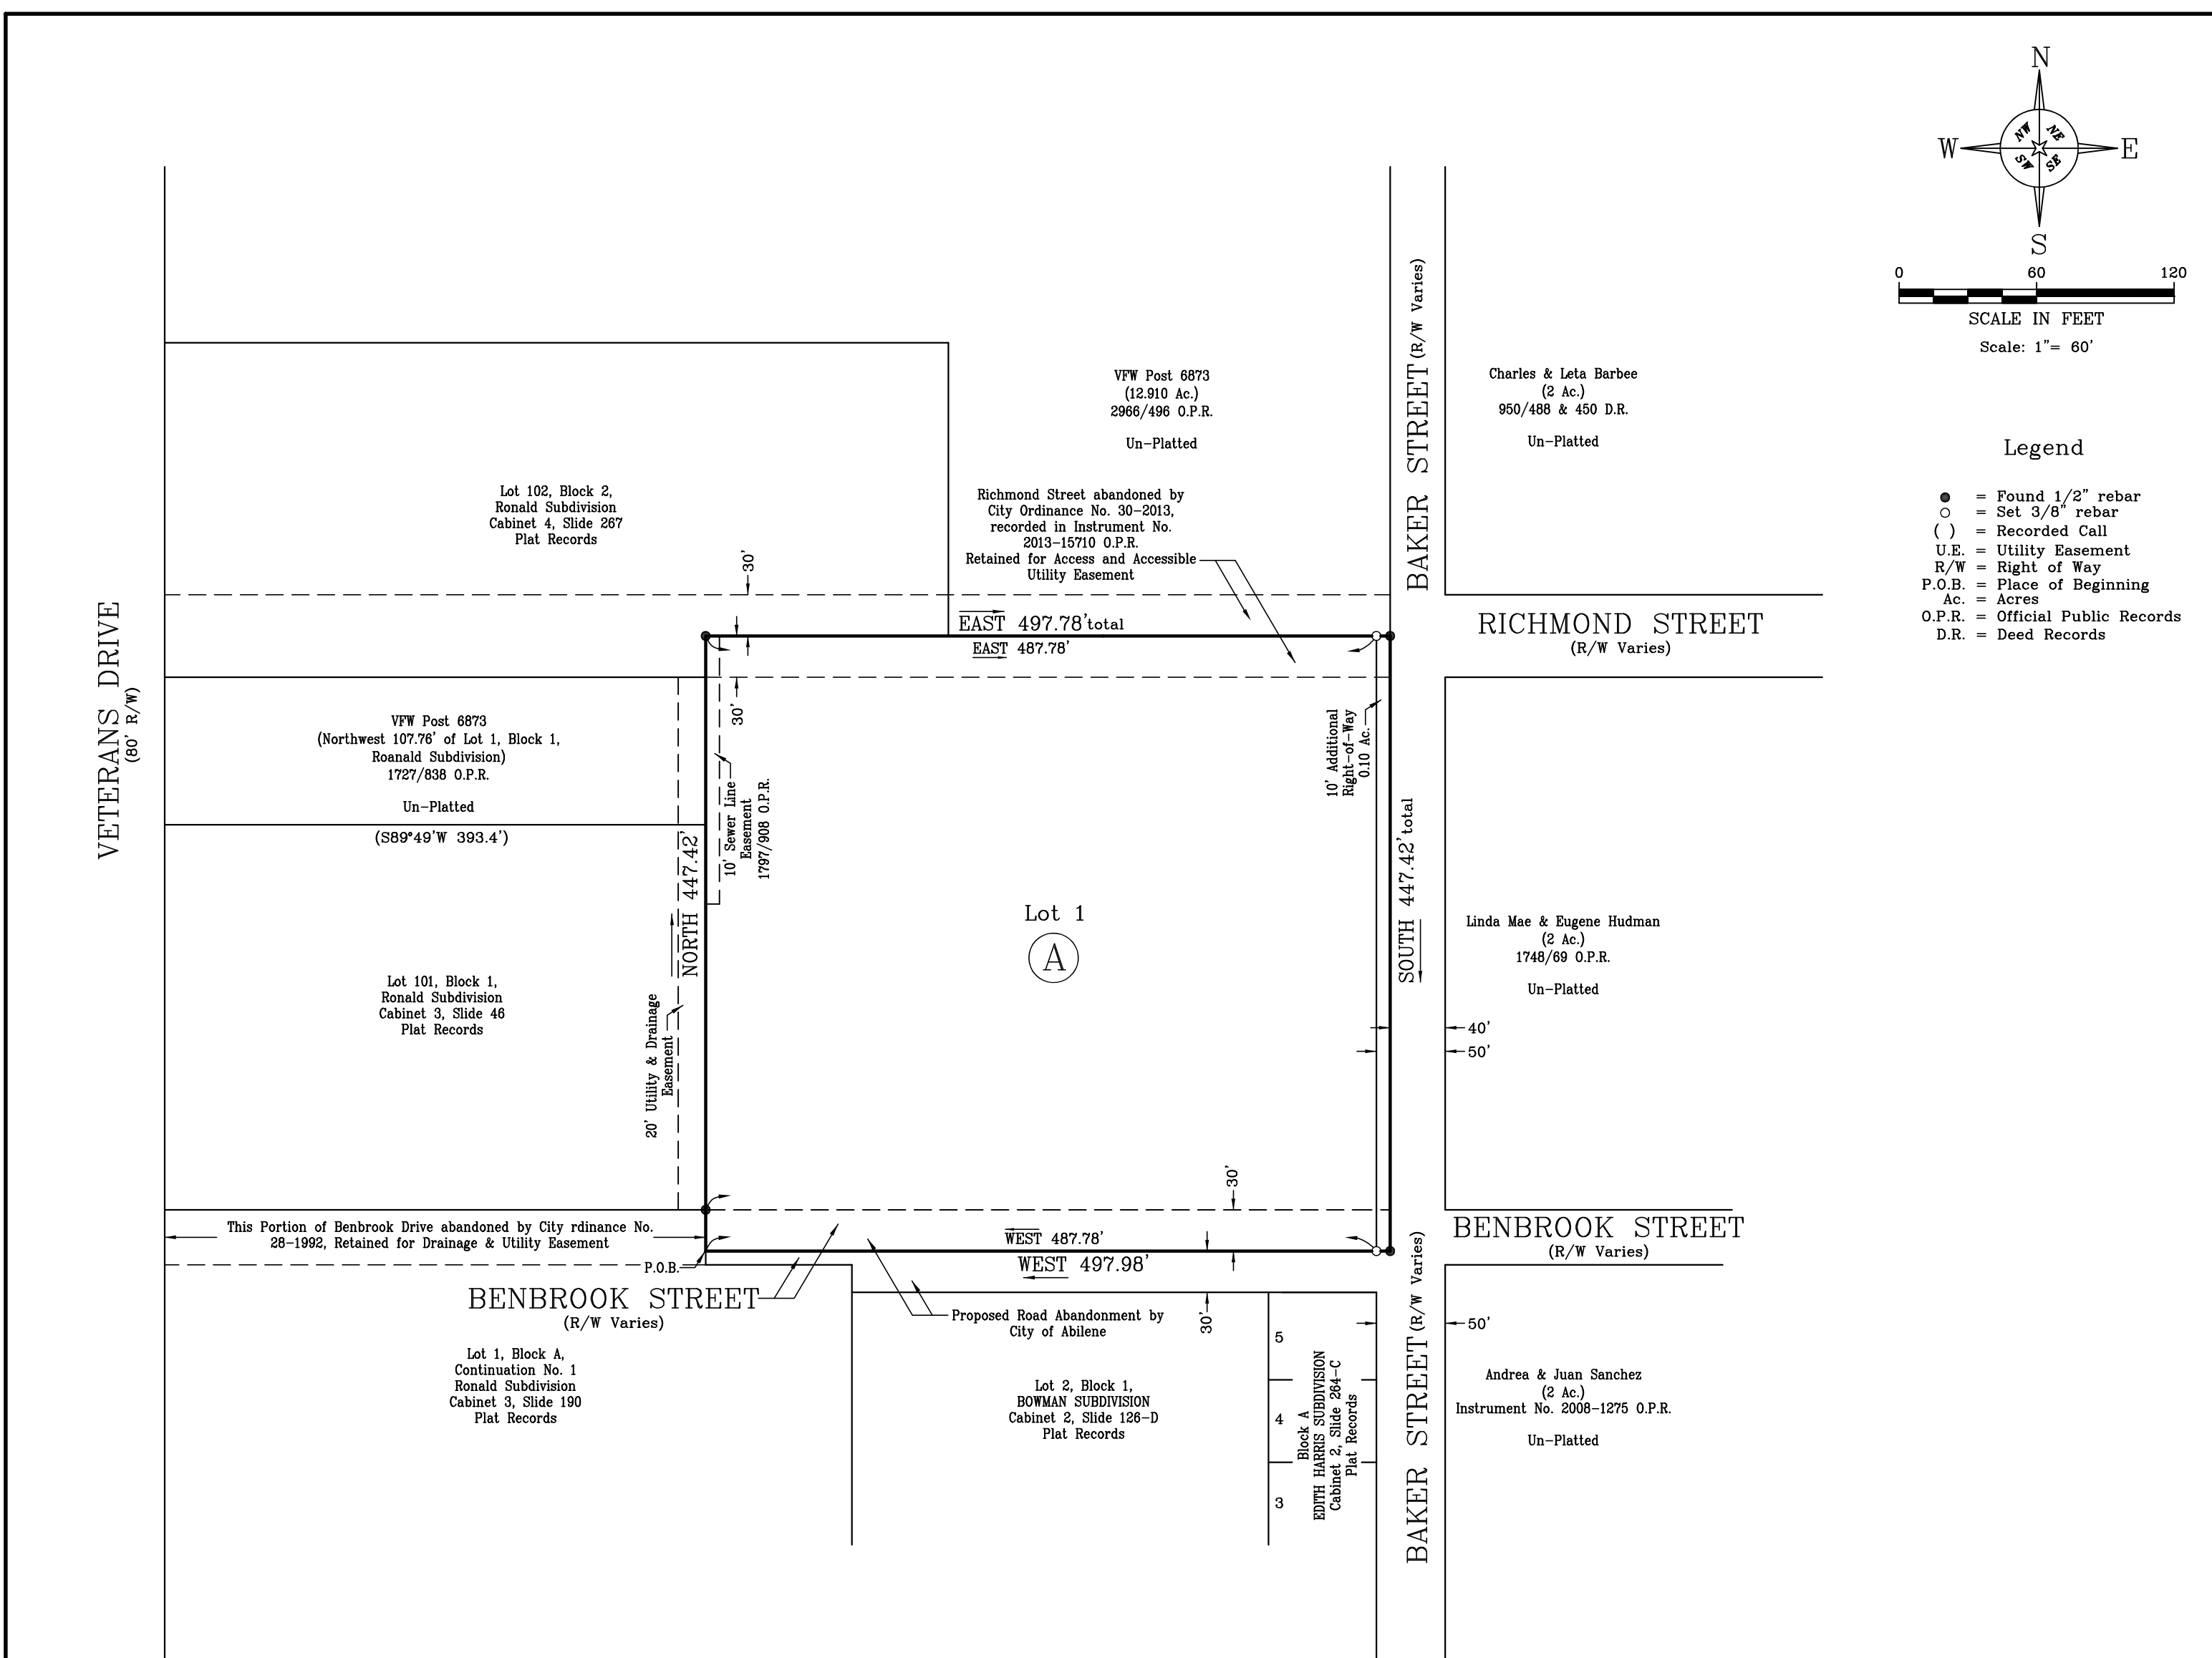 N
NW
NE
W
E
SW
SE
S
0 60 120
SCALE IN FEET
Scale: 1"= 60'
Legend
= Found 1/2" rebar
= Set 3/8" rebar
( ) = Recorded Call
U.E. = Utility Easement
R/W = Right of Way
P.O.B. = Place of Beginning
Ac. = Acres
O.P.R. = Official Public Records
D.R. = Deed Records
VFW Post 6873
(12.910 Ac.)
2966/496 O.P.R.
Un-Platted
BAKER STREET (R/W Varies)
Charles & Leta Barbee
(2 Ac.)
950/488 & 450 D.R.
Un-Platted
Lot 102, Block 2,
Ronald Subdivision
Cabinet 4, Slide 267
Plat Records
Richmond Street abandoned by
City Ordinance No. 30-2013,
recorded in Instrument No.
2013-15710 O.P.R.
Retained for Access and Accessible
Utility Easement
30'
EAST 497.78'total
EAST 487.78'
30'
RICHMOND STREET
(R/W Varies)
VETERANS DRIVE
(80' R/W)
VFW Post 6873
(Northwest 107.76' of Lot 1, Block 1,
Roanald Subdivision)
1727/838 O.P.R.
Un-Platted
(S89°49'W 393.4')
NORTH 447.42'
10' Sewer Line
Easement
1797/908 O.P.R.
10' Additional
Right-of-Way
0.10 Ac.
SOUTH 447.42'total
Lot 1
A
Linda Mae & Eugene Hudman
(2 Ac.)
1748/69 O.P.R.
Un-Platted
Lot 101, Block 1,
Ronald Subdivision
Cabinet 3, Slide 46
Plat Records
20' Utility & Drainage
Easement
40'
50'
30'
This Portion of Benbrook Drive abandoned by City rdinance No.
28-1992, Retained for Drainage & Utility Easement
WEST 487.78'
WEST 497.98'
P.O.B.
BENBROOK STREET
(R/W Varies)
BENBROOK STREET
(R/W Varies)
Proposed Road Abandonment by
City of Abilene
30'
50'
Lot 1, Block A,
Continuation No. 1
Ronald Subdivision
Cabinet 3, Slide 190
Plat Records
Lot 2, Block 1,
BOWMAN SUBDIVISION
Cabinet 2, Slide 126-D
Plat Records
5
4
3
Block A
EDITH HARRIS SUBDIVISION
Cabinet 2, Slide 264-C
Plat Records
BAKER STREET (R/W Varies)
Andrea & Juan Sanchez
(2 Ac.)
Instrument No. 2008-1275 O.P.R.
Un-Platted